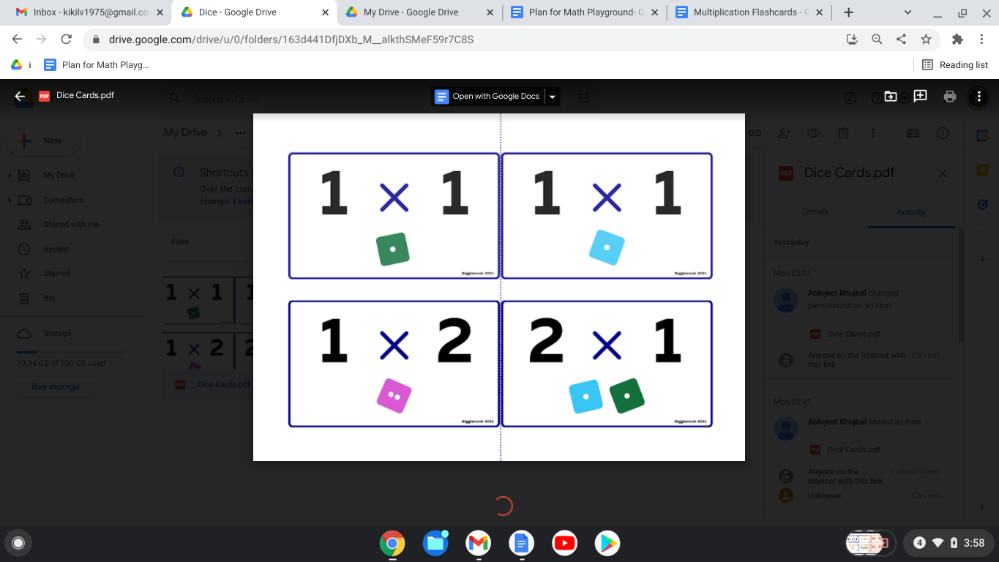 Inbox - kikilv1975@gmail.co
Dice - Google Drive
My Drive - Google Drive
Plan for Math Playground- G
Multiplication Flashcards - G
drive.google.com/drive/u/0/folders/163d441DfjDXb_M__alkthSMeF59r7C8S
i
Plan for Math Playg...
Reading list
PDF Dice Cards.pdf
Search in Drive
Open with Google Docs
New
My Drive
Computers
Shared with me
Recent
Starred
Bin
Storage
19.34 GB of 100 GB used
Buy storage
My Drive
Shortcuts s
Over the com
change. Learn
Files
1 × 1 1
1 × 2 2
PDF Dice Cards.pdf
1 × 1
Gigglenook 2021
1 × 1
Gigglenook 2021
1 × 2
Gigglenook 2021
2 × 1
Gigglenook 2021
PDF Dice Cards.pdf
Details
Activity
Yesterday
Mon 02.11
Abhijeet Bhujbal changed
permissions on an item
Dice Cards.pdf
Anyone on the Internet with
this link
Can edit
Mon 01:41
Abhijeet Bhujbal shared an item
Dice Cards.pdf
Anyone on the
Internet with this link
Can comment
Unknown
Can edit
4
3:58